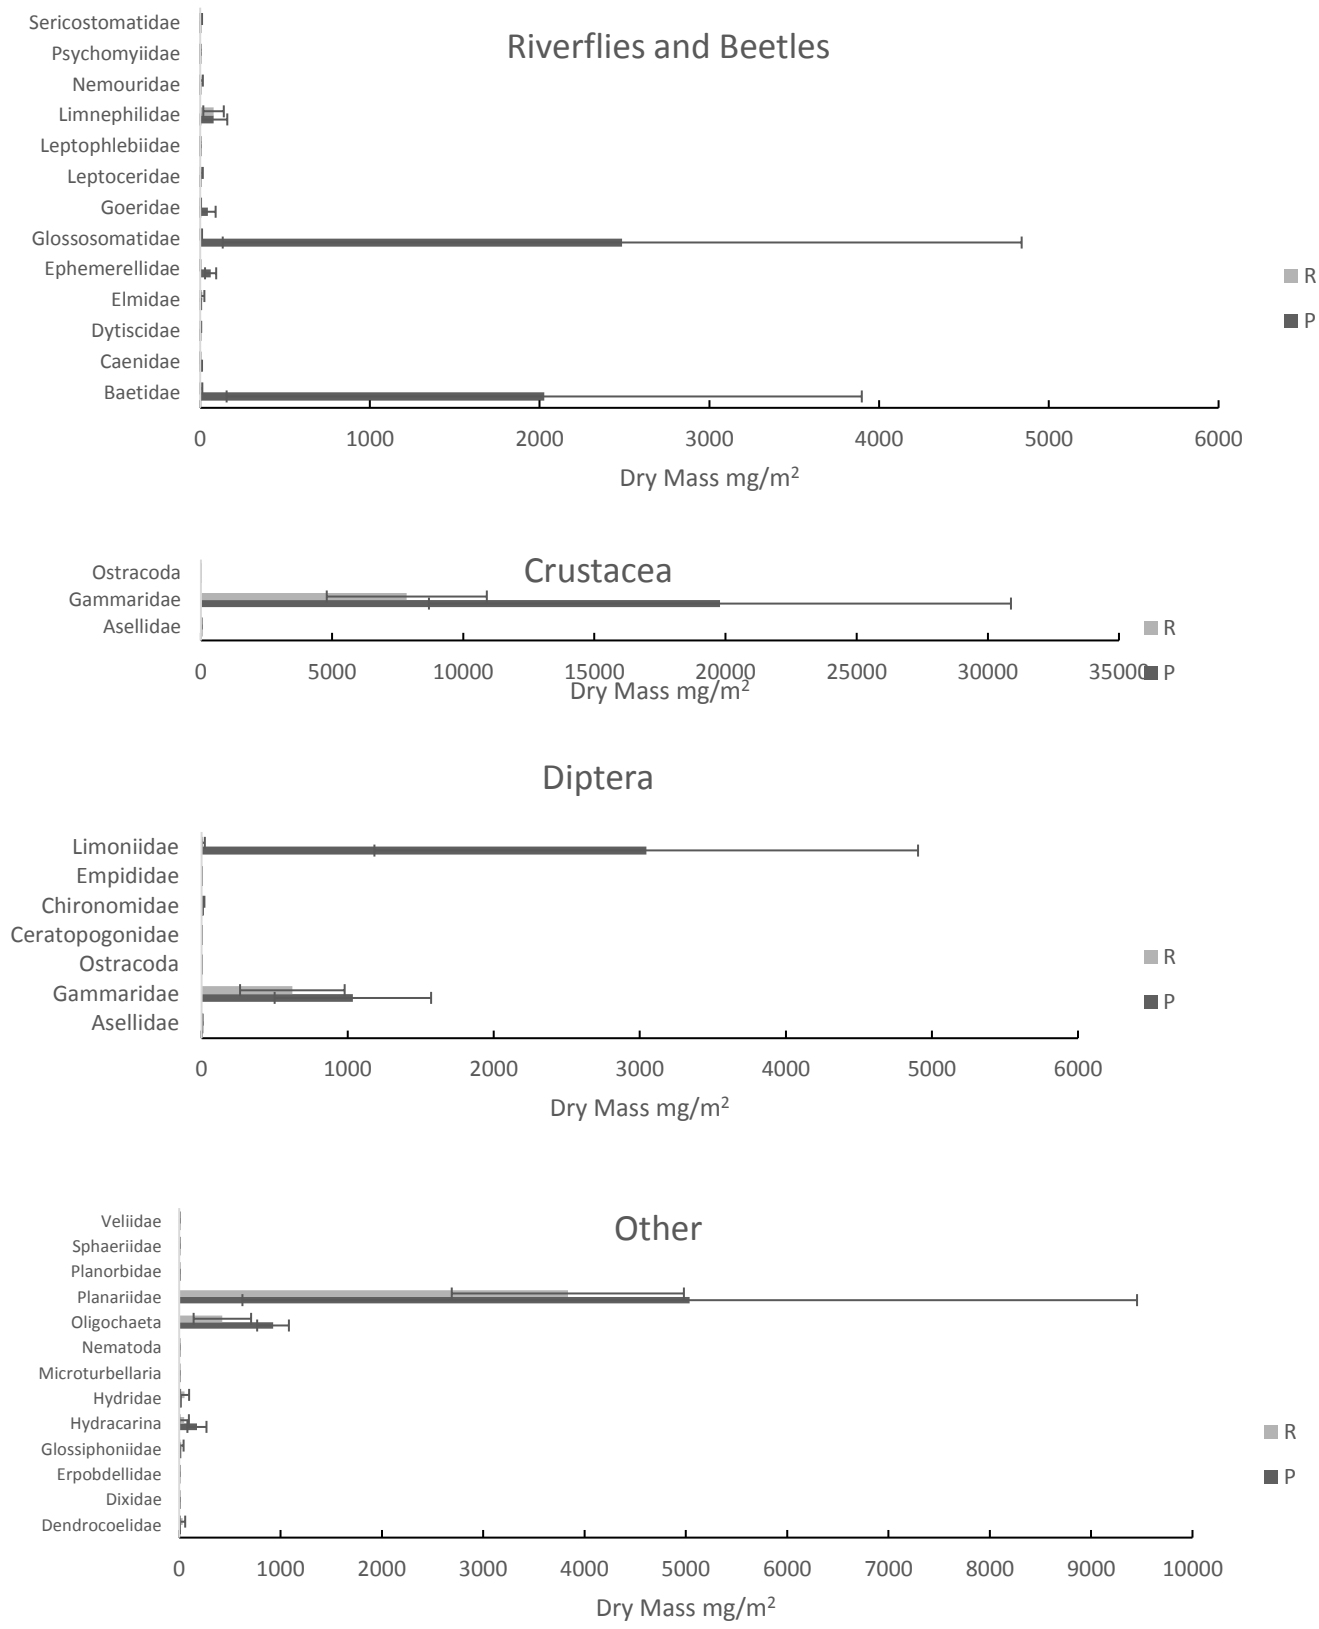 Riverflies and Beetles
Sericostomatidae
Psychomyiidae
Nemouridae
Limnephilidae
Leptophlebiidae
Leptoceridae
Goeridae
Glossosomatidae
Ephemerellidae
Elmidae
Dytiscidae
Caenidae
Baetidae
R
P
0 1000 2000 3000 4000 5000 6000
Dry Mass mg/m²
Crustacea
Ostracoda
Gammaridae
Asellidae
R
P
0 5000 10000 15000 20000 25000 30000 35000
Dry Mass mg/m²
Diptera
Limoniidae
Empididae
Chironomidae
Ceratopogonidae
Ostracoda
Gammaridae
Asellidae
R
P
0 1000 2000 3000 4000 5000 6000
Dry Mass mg/m²
Other
Veliidae
Sphaeriidae
Planorbidae
Planariidae
Oligochaeta
Nematoda
Microturbellaria
Hydridae
Hydracarina
Glossiphoniidae
Erpobdellidae
Dixidae
Dendrocoelidae
R
P
0 1000 2000 3000 4000 5000 6000 7000 8000 9000 10000
Dry Mass mg/m²